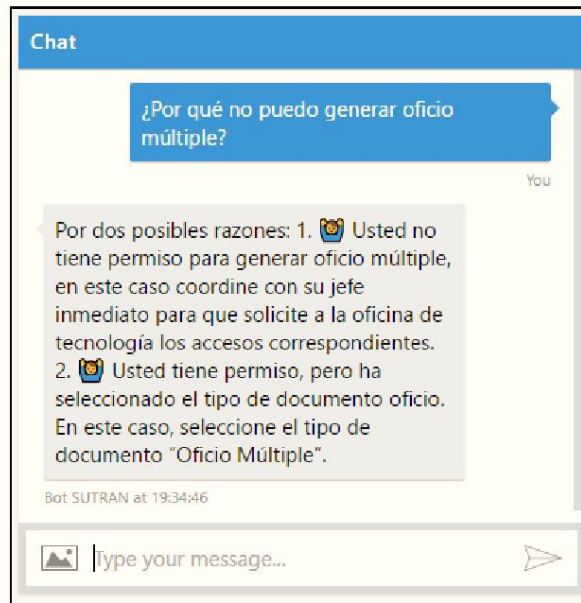 Chat
¿Por qué no puedo generar oficio
múltiple?
You
Por dos posibles razones: 1. 🙆 Usted no
tiene permiso para generar oficio múltiple,
en este caso coordine con su jefe
inmediato para que solicite a la oficina de
tecnología los accesos correspondientes.
2. 🙆 Usted tiene permiso, pero ha
seleccionado el tipo de documento oficio.
En este caso, seleccione el tipo de
documento “Oficio Múltiple”.
Bot SUTRAN at 19:34:46
Type your message...